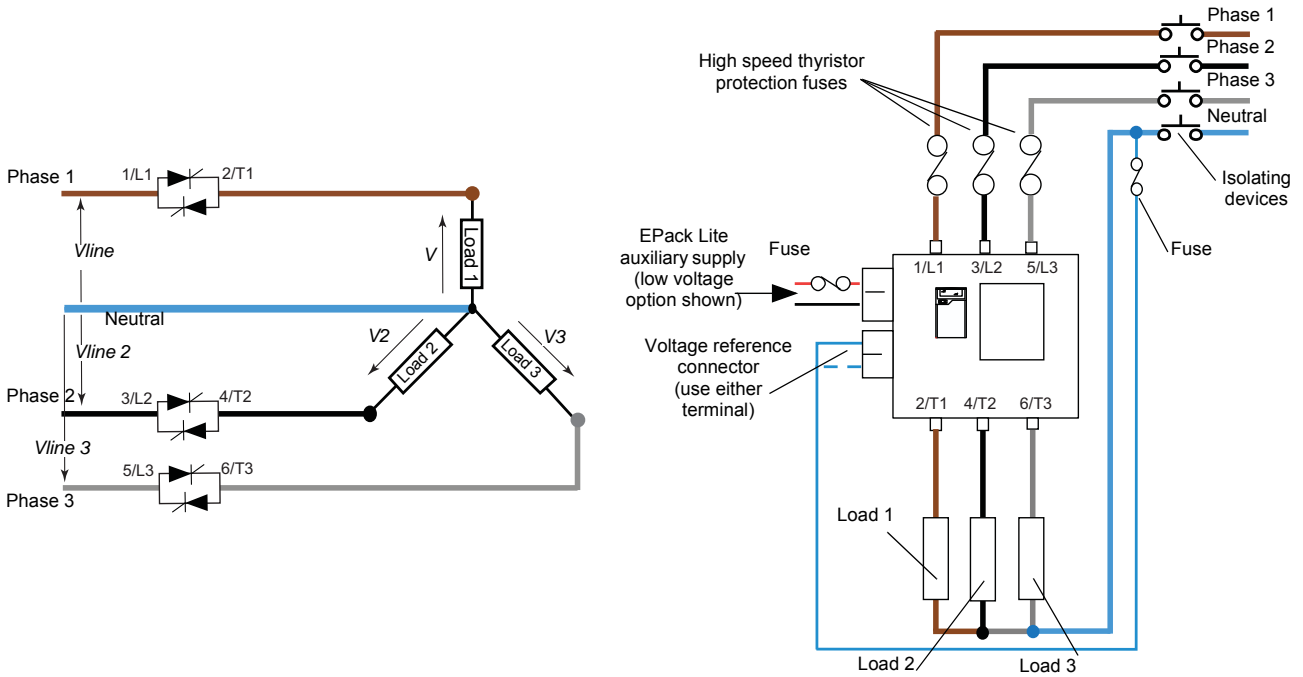 Phase 1
1/L1
2/T1
Vline
V
Load 1
Neutral
Vline 2
V2
V3
Load 2
Load 3
Phase 2
3/L2
4/T2
Vline 3
5/L3
6/T3
Phase 3
Phase 1
Phase 2
Phase 3
Neutral
High speed thyristor
protection fuses
Isolating
devices
Fuse
EPack Lite
auxiliary supply
(low voltage
option shown)
Fuse
1/L1
3/L2
5/L3
Voltage reference
connector
(use either
terminal)
2/T1
4/T2
6/T3
Load 1
Load 2
Load 3